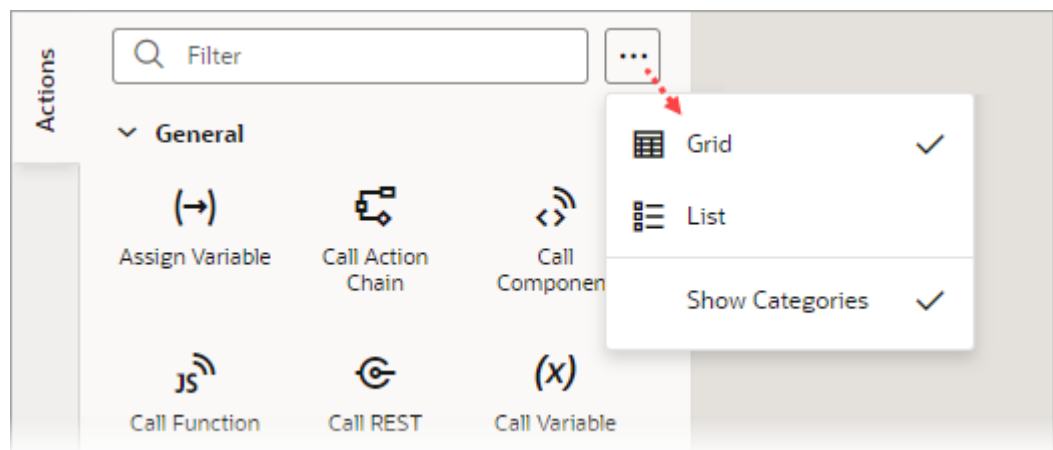 Actions
Filter
...
General
Grid
List
Show Categories
(→)
Assign Variable
Call Action
Chain
Call
Componen
JS
Call Function
Call REST
(x)
Call Variable